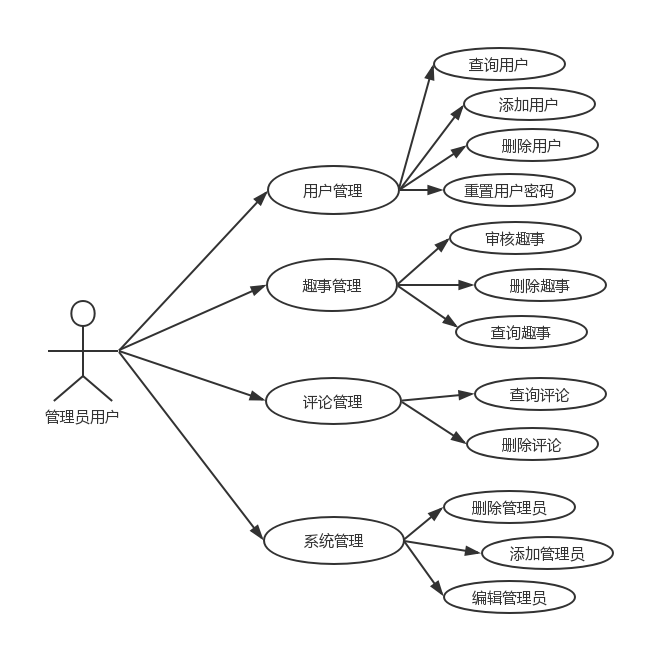 查询用户
添加用户
删除用户
用户管理
重置用户密码
审核趣事
趣事管理
删除趣事
查询趣事
管理员用户
查询评论
评论管理
删除评论
删除管理员
系统管理
添加管理员
编辑管理员